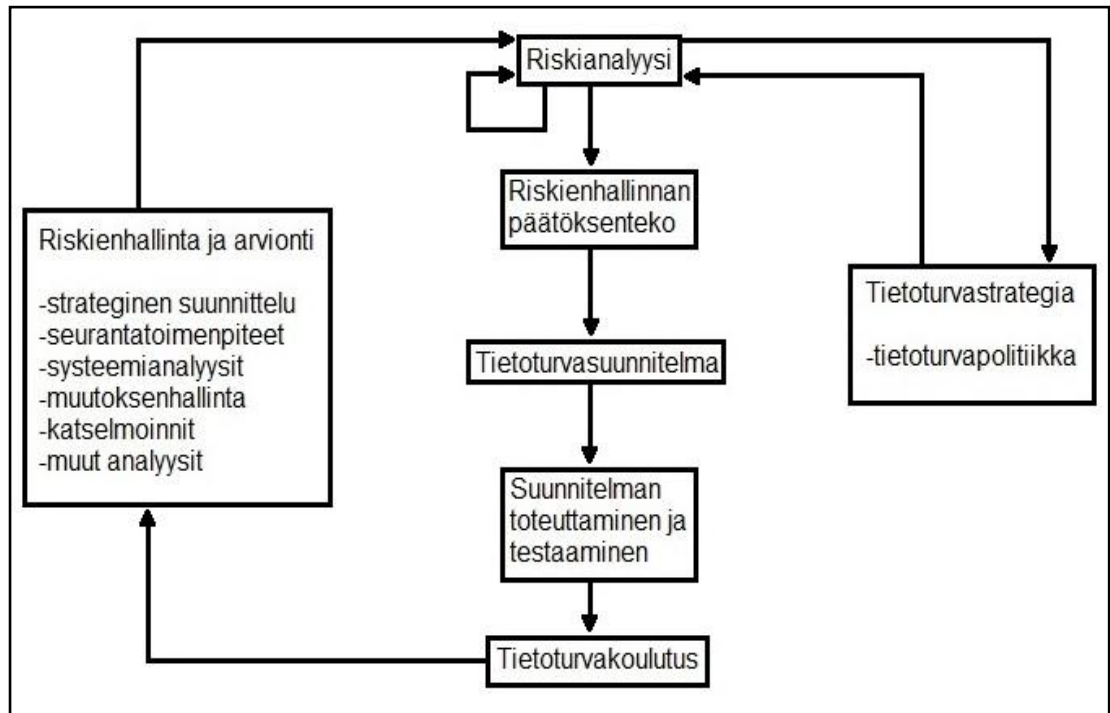 Riskianalyysi
Riskienhallinnan
päätöksenteko
Riskienhallinta ja arvionti
-strateginen suunnittelu
-seurantatoimenpiteet
-systeemianalyysit
-muutoksenhallinta
-katselmoinnit
-muut analyysit
Tietoturvastrategia
-tietoturvapolitiikka
Tietoturvasuunnitelma
Suunnitelman
toteuttaminen ja
testaaminen
Tietoturvakoulutus